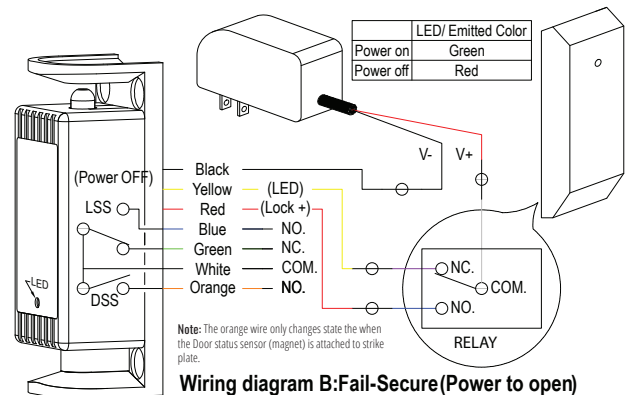 LED/ Emitted Color
Power on Green
Power off Red
V- V+
(Power OFF)
LSS
DSS
LED
Black
Yellow (LED)
Red (Lock +)
Blue NO.
Green NC.
White COM.
Orange NO.
NC.
COM.
NO.
RELAY
Note: The orange wire only changes state the when
the Door status sensor (magnet) is attached to strike
plate.
Wiring diagram B:Fail-Secure(Power to open)